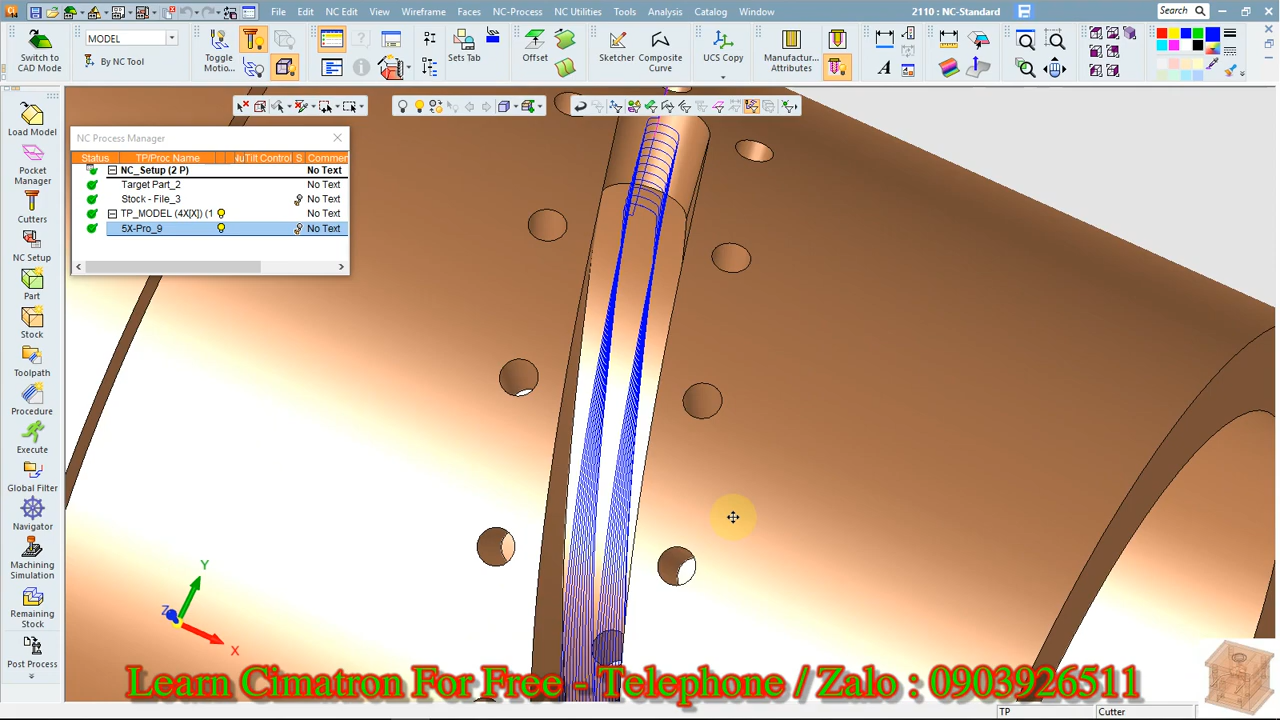 File Edit NC Edit View Wireframe Faces NC-Process NC Utilities Tools Analysis Catalog Window 2110 : NC-Standard Search
MODEL
By NC Tool
Switch to CAD Mode
Toggle Motio...
Sets Tab
Offset
Sketcher
Composite Curve
UCS Copy
Manufacture Attributes
Load Model
Pocket Manager
Cutters
NC Setup
Part
Stock
Toolpath
Procedure
Execute
Global Filter
Navigator
Machining Simulation
Remaining Stock
Post Process
NC Process Manager
Status TP/Proc Name Tilt Control S Commen
NC_Setup (2 P) No Text
Target Part_2 No Text
Stock - File_3 No Text
TP_MODEL (4X[X]) (1 No Text
5X-Pro_9 No Text
Y
Z
X
Learn Cimatron For Free - Telephone / Zalo : 0903926511
TP Cutter